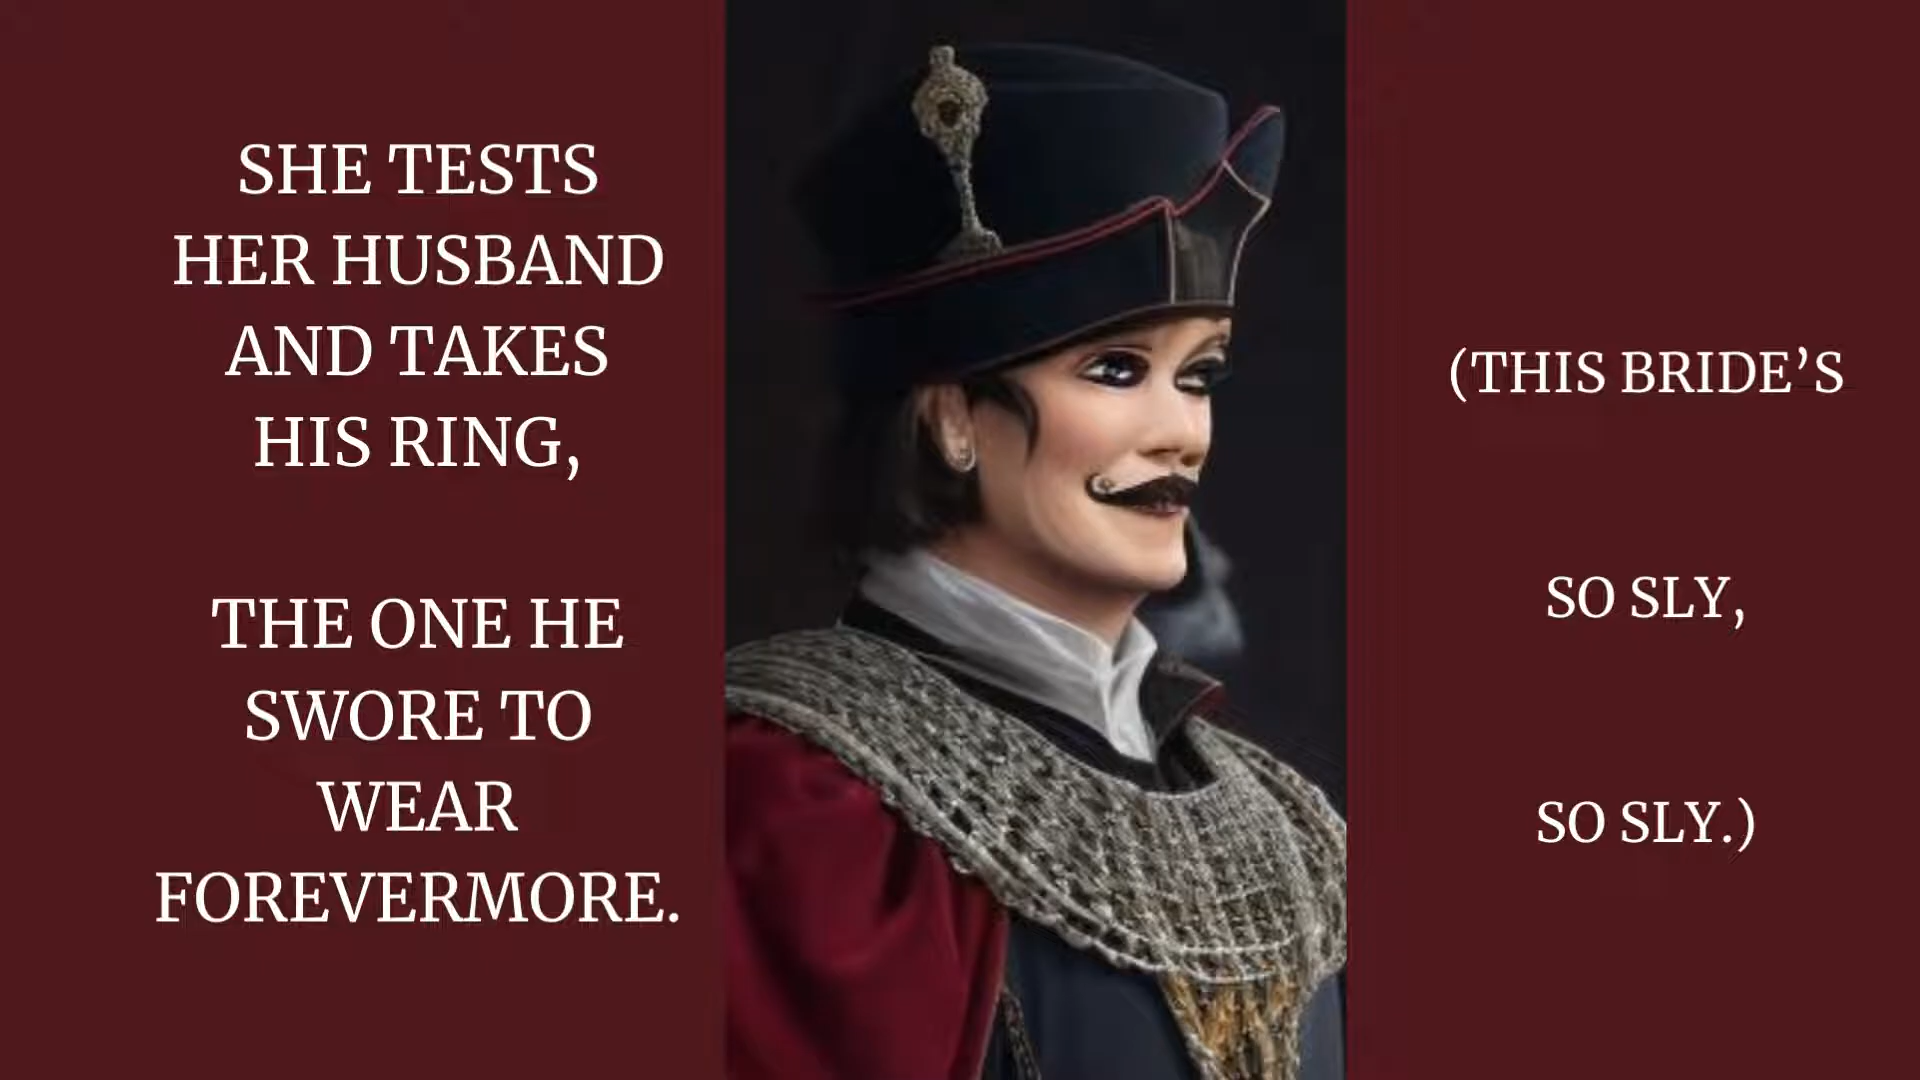 SHE TESTS
HER HUSBAND
AND TAKES
HIS RING,
THE ONE HE
SWORE TO
WEAR
FOREVERMORE.
(THIS BRIDE’S
SO SLY,
SO SLY.)